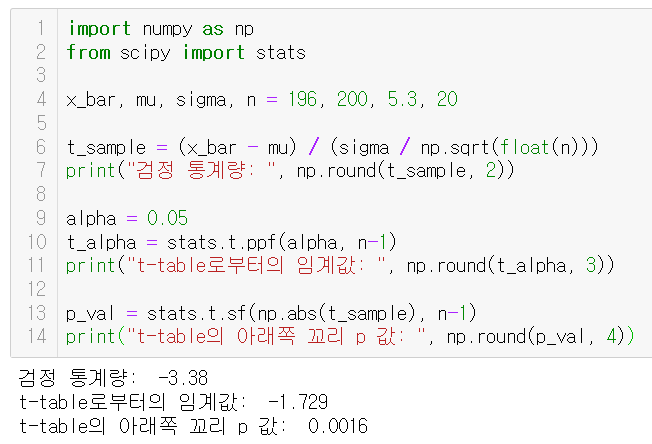 1 import numpy as np
2 from scipy import stats
3
4 x_bar, mu, sigma, n = 196, 200, 5.3, 20
5
6 t_sample = (x_bar - mu) / (sigma / np.sqrt(float(n)))
7 print("검정 통계량: ", np.round(t_sample, 2))
8
9 alpha = 0.05
10 t_alpha = stats.t.ppf(alpha, n-1)
11 print("t-table로부터의 임계값: ", np.round(t_alpha, 3))
12
13 p_val = stats.t.sf(np.abs(t_sample), n-1)
14 print("t-table의 아래쪽 꼬리 p 값: ", np.round(p_val, 4))
검정 통계량:  -3.38
t-table로부터의 임계값:  -1.729
t-table의 아래쪽 꼬리 p 값:  0.0016